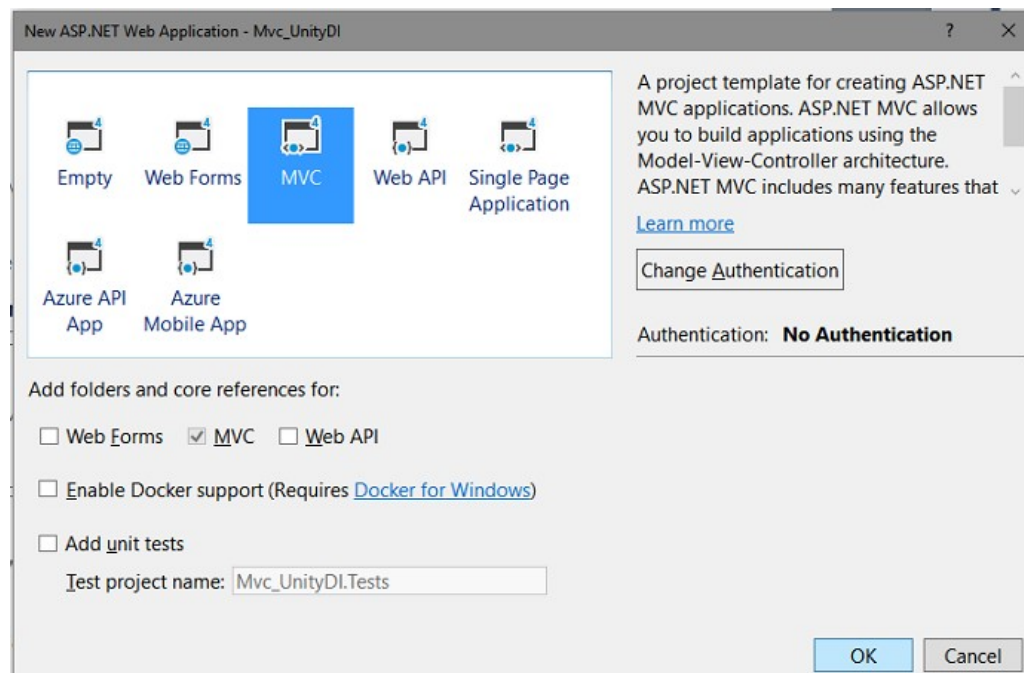 New ASP.NET Web Application - Mvc_UnityDI
Empty
Web Forms
MVC
Web API
Single Page
Application
Azure API
App
Azure
Mobile App
A project template for creating ASP.NET
MVC applications. ASP.NET MVC allows
you to build applications using the
Model-View-Controller architecture.
ASP.NET MVC includes many features that
Learn more
Change Authentication
Authentication: No Authentication
Add folders and core references for:
Web Forms MVC Web API
Enable Docker support (Requires Docker for Windows)
Add unit tests
Test project name: Mvc_UnityDI.Tests
OK Cancel